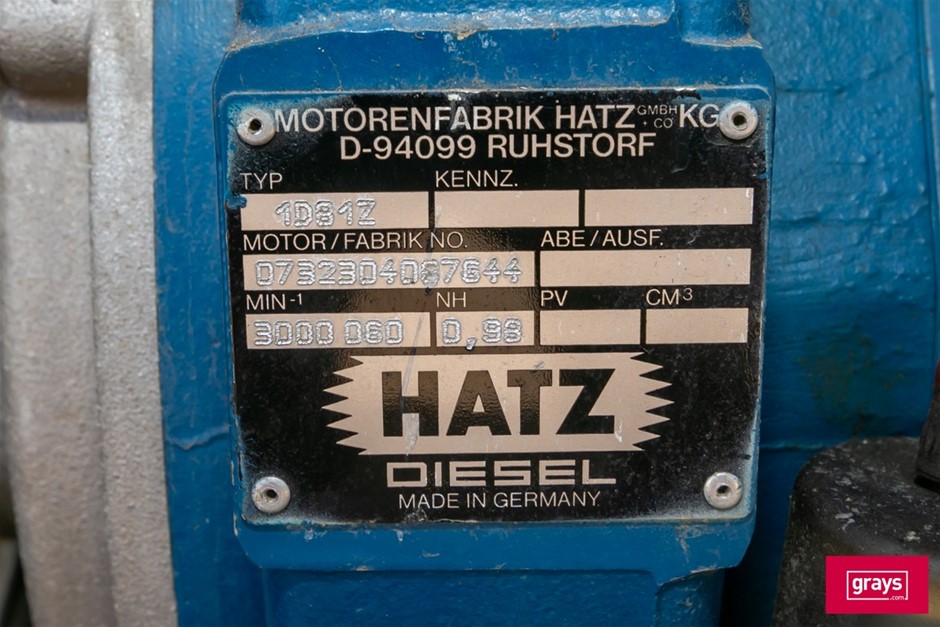 MOTORENFABRIK HATZ GMBH + CO KG
D-94099 RUHSTORF
TYP KENNZ.
1D81Z
MOTOR / FABRIK NO. ABE / AUSF.
MIN-1 NH PV CM3
3000 060 0,98
HATZ
DIESEL
MADE IN GERMANY
grays
.com